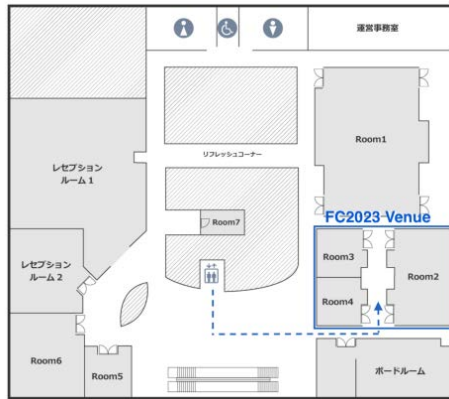 運営事務室
Room1
リフレッシュコーナー
レセプション
ルーム 1
Room7
FC2023 Venue
レセプション
ルーム 2
Room3
Room2
Room4
Room6
Room5
ボードルーム